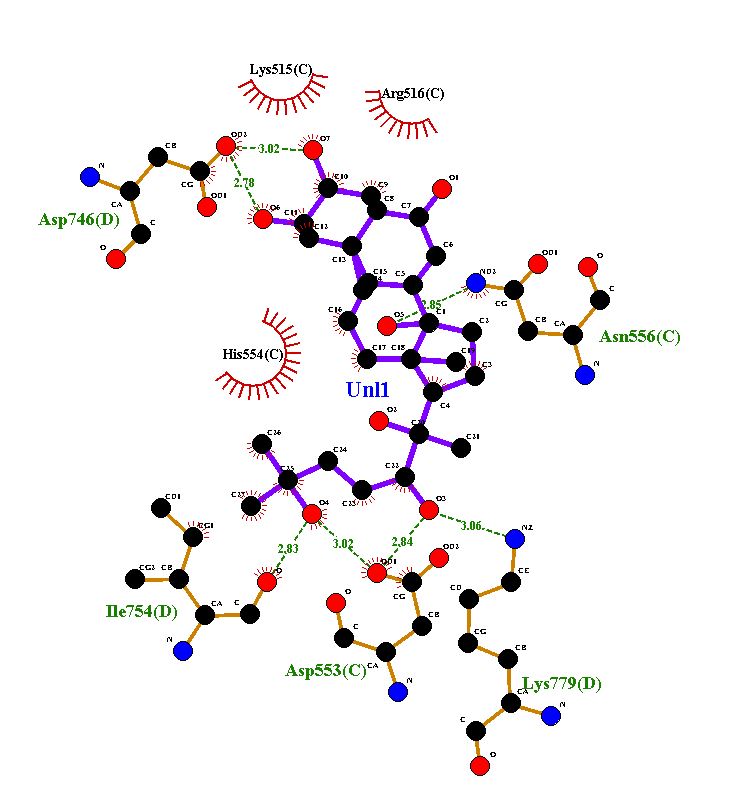 Lys515(C)
Arg516(C)
OD2
O7
3.02
CB
N
CG
2.78
C10
C9
O1
CA
OD1
O6
C11
C8
C7
Asp746(D)
C
C12
O
C13
C6
C15
C5
ND2
OD1
O
CG
C
2.85
C16
O5
C1
CB
CA
C2
Asn556(C)
His554(C)
C17
C18
C3
N
Unl1
C4
O2
C26
C21
C24
C25
C22
C27
C23
O4
O3
CD1
3.06
NZ
CG1
2.83
3.02
2.84
OD2
OD1
CG2
CB
O
CG
CE
CD
Ile754(D)
CA
C
O
CB
C
CG
N
CA
CB
Asp553(C)
N
CA
Lys779(D)
N
C
O